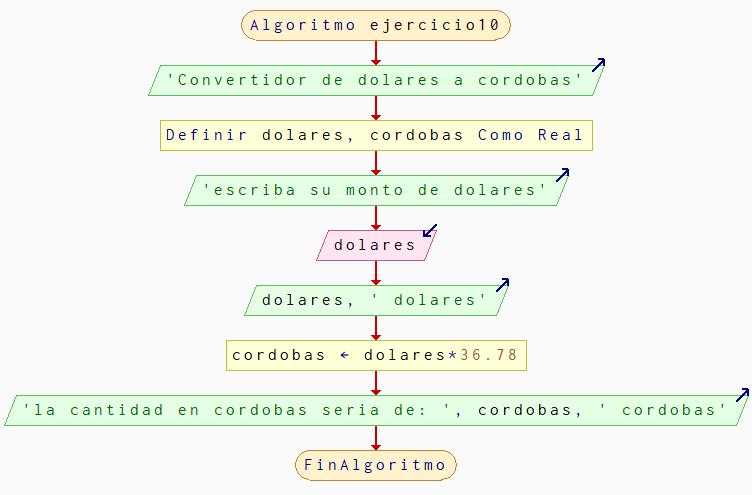 Algoritmo ejercicio10
'Convertidor de dolares a cordobas'
Definir dolares, cordobas Como Real
'escriba su monto de dolares'
dolares
dolares, ' dolares'
cordobas ← dolares*36.78
'la cantidad en cordobas seria de: ', cordobas, ' cordobas'
FinAlgoritmo